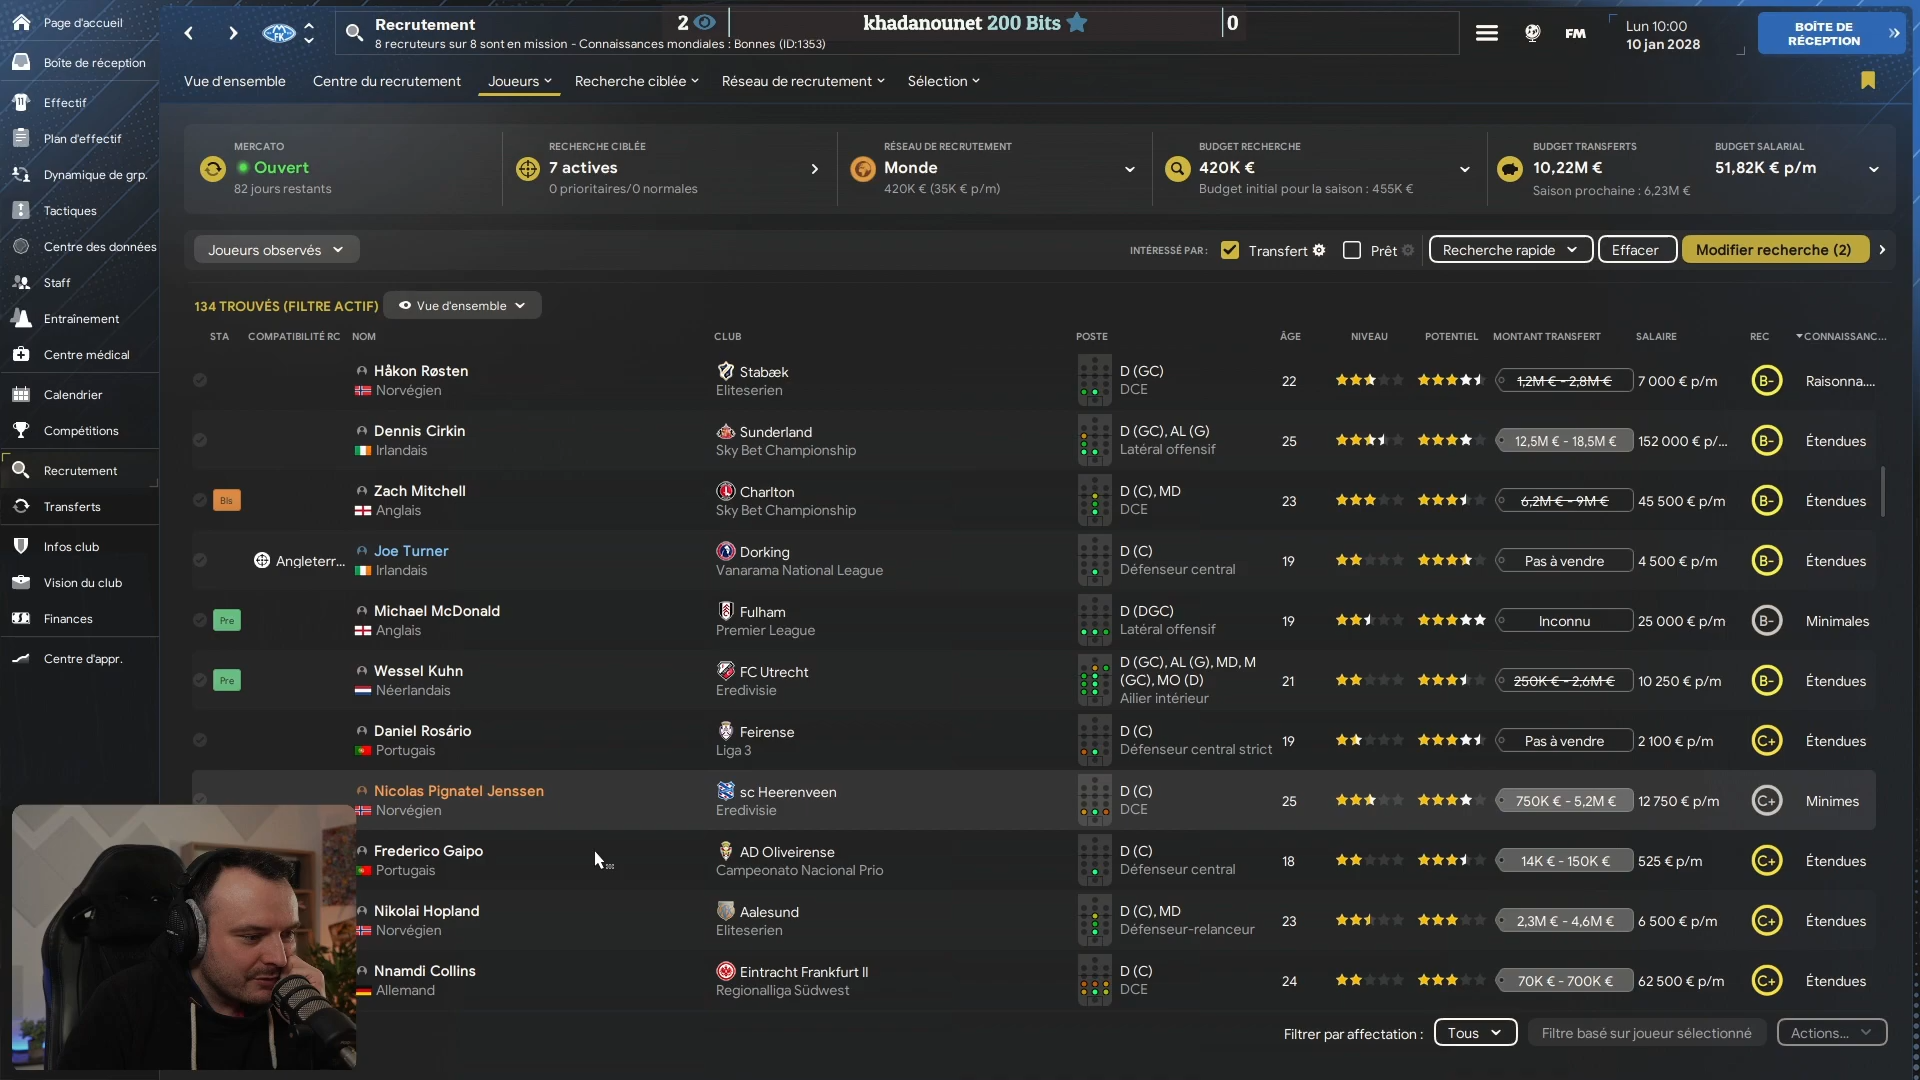 Page d'accueil
Boîte de réception
Effectif
Plan d'effectif
Dynamique de grp.
Tactiques
Centre des données
Staff
Entraînement
Centre médical
Calendrier
Compétitions
Recrutement
Transferts
Infos club
Vision du club
Finances
Centre d'appr.
Recrutement
8 recruteurs sur 8 sont en mission - Connaissances mondiales : Bonnes (ID:1353)
2
khadanounet 200 Bits
0
FM
Lun 10:00
10 jan 2028
BOÎTE DE
RÉCEPTION
Vue d'ensemble Centre du recrutement Joueurs Recherche ciblée Réseau de recrutement Sélection
MERCATO
Ouvert
82 jours restants
RECHERCHE CIBLÉE
7 actives
0 prioritaires/0 normales
RÉSEAU DE RECRUTEMENT
Monde
420K € (35K € p/m)
BUDGET RECHERCHE
420K €
Budget initial pour la saison : 455K €
BUDGET TRANSFERTS
10,22M €
Saison prochaine : 6,23M €
BUDGET SALARIAL
51,82K € p/m
Joueurs observés INTÉRESSÉ PAR : Transfert Prêt Recherche rapide Effacer Modifier recherche (2)
134 TROUVÉS (FILTRE ACTIF) Vue d'ensemble
STA COMPATIBILITÉ RC NOM CLUB POSTE ÂGE NIVEAU POTENTIEL MONTANT TRANSFERT SALAIRE REC CONNAISSANC...
Håkon Røsten Stabæk D (GC) 22 1,2M € - 2,8M € 7 000 € p/m B- Raisonna....
Norvégien Eliteserien DCE
Dennis Cirkin Sunderland D (GC), AL (G) 25 12,5M € - 18,5M € 152 000 € p/... B- Étendues
Irlandais Sky Bet Championship Latéral offensif
Bls Zach Mitchell Charlton D (C), MD 23 6,2M € - 9M € 45 500 € p/m B- Étendues
Anglais Sky Bet Championship DCE
Angleterr... Joe Turner Dorking D (C) 19 Pas à vendre 4 500 € p/m B- Étendues
Irlandais Vanarama National League Défenseur central
Pre Michael McDonald Fulham D (DGC) 19 Inconnu 25 000 € p/m B- Minimales
Anglais Premier League Latéral offensif
Pre Wessel Kuhn FC Utrecht D (GC), AL (G), MD, M (GC), MO (D) 21 250K € - 2,6M € 10 250 € p/m B- Étendues
Néerlandais Eredivisie Ailier intérieur
Daniel Rosário Feirense D (C) 19 Pas à vendre 2 100 € p/m C+ Étendues
Portugais Liga 3 Défenseur central strict
Nicolas Pignatel Jenssen sc Heerenveen D (C) 25 750K € - 5,2M € 12 750 € p/m C+ Minimes
Norvégien Eredivisie DCE
Frederico Gaipo AD Oliveirense D (C) 18 14K € - 150K € 525 € p/m C+ Étendues
Portugais Campeonato Nacional Prio Défenseur central
Nikolai Hopland Aalesund D (C), MD 23 2,3M € - 4,6M € 6 500 € p/m C+ Étendues
Norvégien Eliteserien Défenseur-relanceur
Nnamdi Collins Eintracht Frankfurt II D (C) 24 70K € - 700K € 62 500 € p/m C+ Étendues
Allemand Regionalliga Südwest DCE
Filtrer par affectation : Tous Filtre basé sur joueur sélectionné Actions...